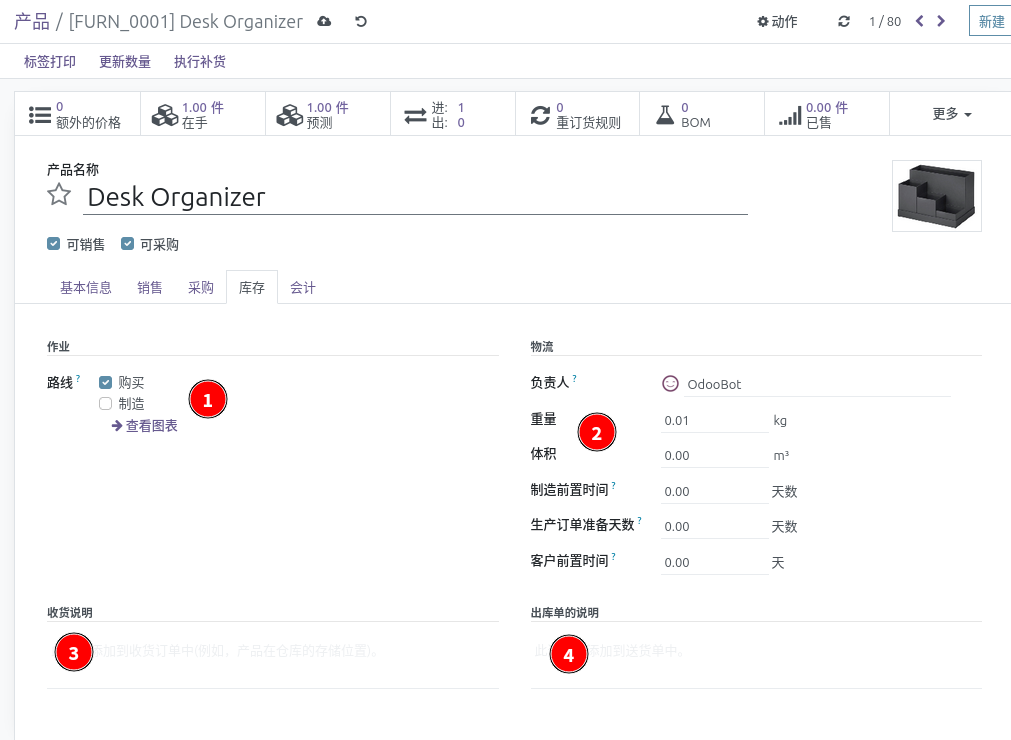 产品 / [FURN_0001] Desk Organizer
动作
1 / 80
新建
标签打印 更新数量 执行补货
0 额外的价格
1.00 件 在手
1.00 件 预测
进: 1
出: 0
0 重订货规则
0 BOM
0.00 件 已售
更多
产品名称
Desk Organizer
可销售 可采购
基本信息 销售 采购 库存 会计
作业
路线? 购买
制造
查看图表
1
物流
负责人? OdooBot
重量 0.01 kg
2
体积 0.00 m³
制造前置时间? 0.00 天数
生产订单准备天数? 0.00 天数
客户前置时间? 0.00 天
收货说明
3 添加到收货订单中(例如，产品在仓库的存储位置)。
出库单的说明
此 4 添加到送货单中。